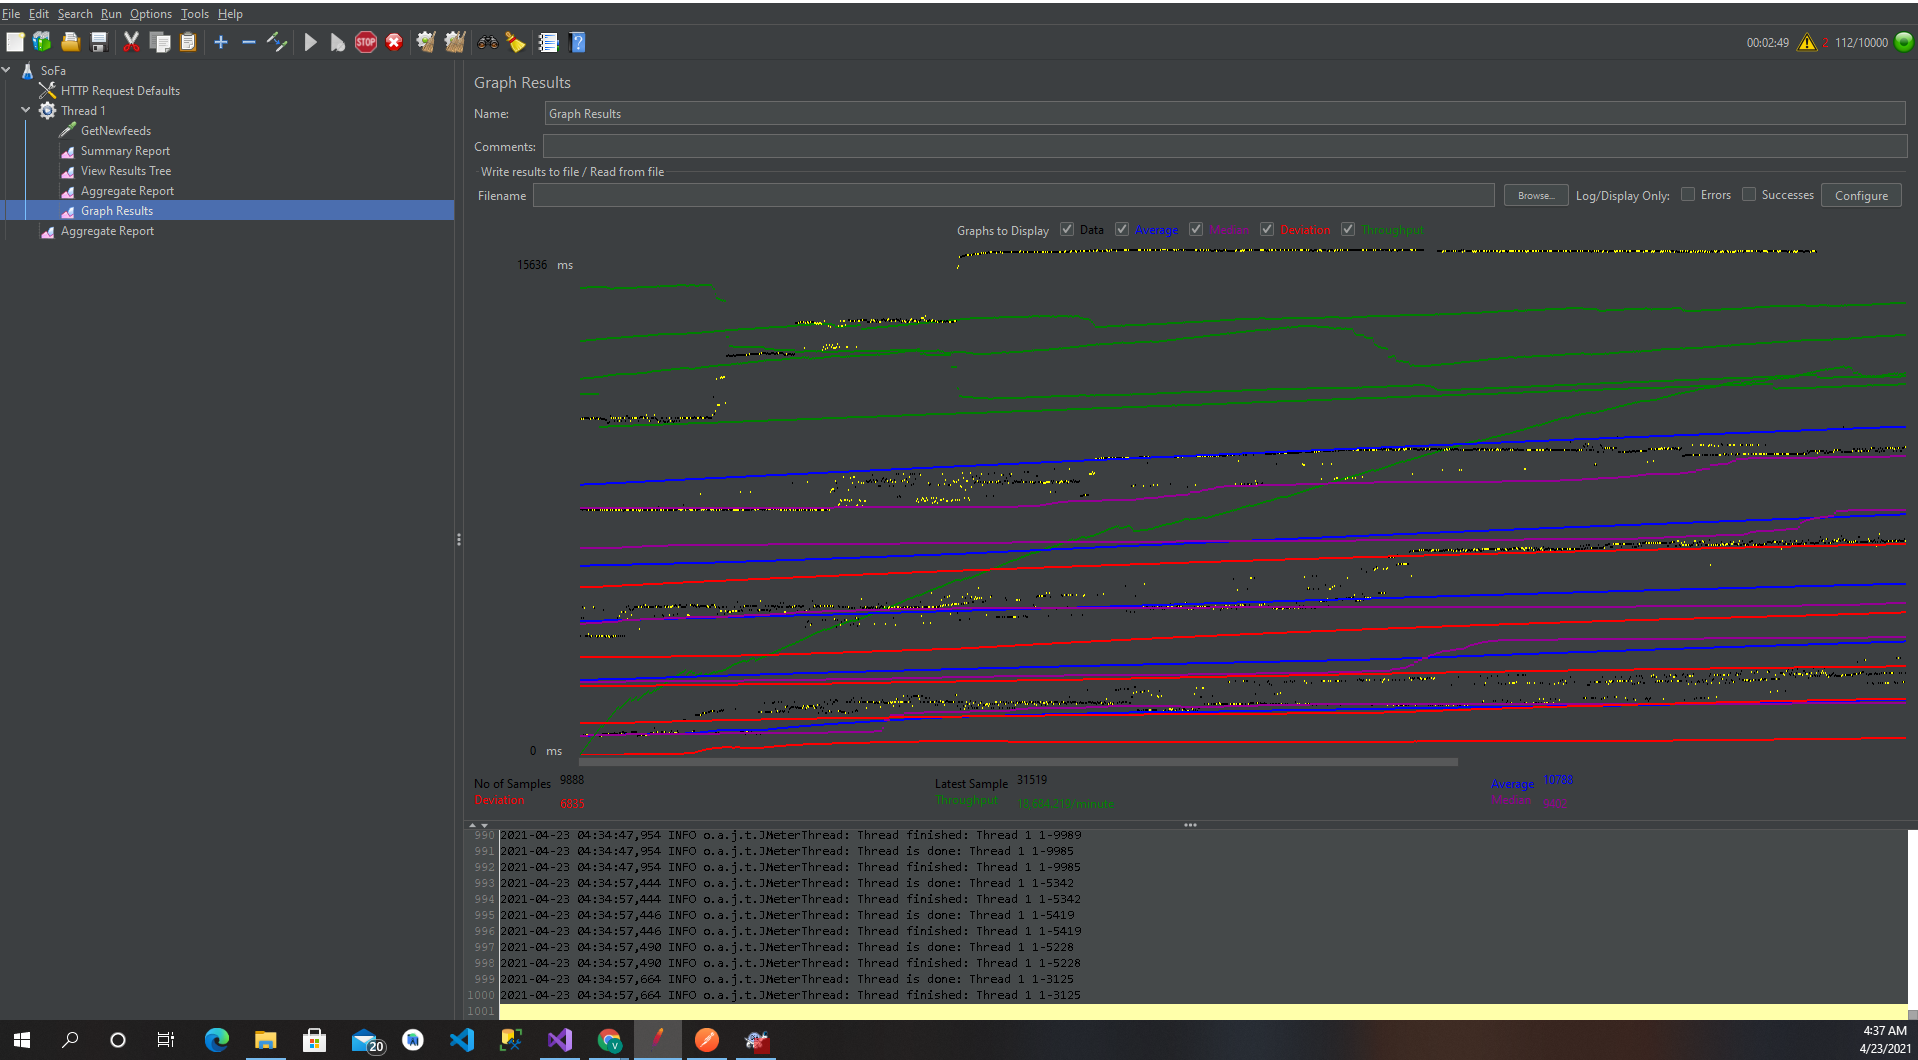 File Edit Search Run Options Tools Help
00:02:49 2 112/10000
SoFa
HTTP Request Defaults
Thread 1
GetNewfeeds
Summary Report
View Results Tree
Aggregate Report
Graph Results
Aggregate Report
Graph Results
Name: Graph Results
Comments:
Write results to file / Read from file
Filename Browse... Log/Display Only: Errors Successes Configure
Graphs to Display Data Average Median Deviation Throughput
15636 ms
0 ms
No of Samples 9888 Latest Sample 31519 Average 10788
Deviation 6835 Throughput 18,684.219/minute Median
990 2021-04-23 04:34:47,954 INFO o.a.j.t.JMeterThread: Thread finished: Thread 1 1-9989
991 2021-04-23 04:34:47,954 INFO o.a.j.t.JMeterThread: Thread is done: Thread 1 1-9985
992 2021-04-23 04:34:47,954 INFO o.a.j.t.JMeterThread: Thread finished: Thread 1 1-9985
993 2021-04-23 04:34:57,444 INFO o.a.j.t.JMeterThread: Thread is done: Thread 1 1-5342
994 2021-04-23 04:34:57,444 INFO o.a.j.t.JMeterThread: Thread finished: Thread 1 1-5342
995 2021-04-23 04:34:57,446 INFO o.a.j.t.JMeterThread: Thread is done: Thread 1 1-5419
996 2021-04-23 04:34:57,446 INFO o.a.j.t.JMeterThread: Thread finished: Thread 1 1-5419
997 2021-04-23 04:34:57,490 INFO o.a.j.t.JMeterThread: Thread is done: Thread 1 1-5228
998 2021-04-23 04:34:57,490 INFO o.a.j.t.JMeterThread: Thread finished: Thread 1 1-5228
999 2021-04-23 04:34:57,664 INFO o.a.j.t.JMeterThread: Thread is done: Thread 1 1-3125
1000 2021-04-23 04:34:57,664 INFO o.a.j.t.JMeterThread: Thread finished: Thread 1 1-3125
1001
20
4:37 AM
4/23/2021